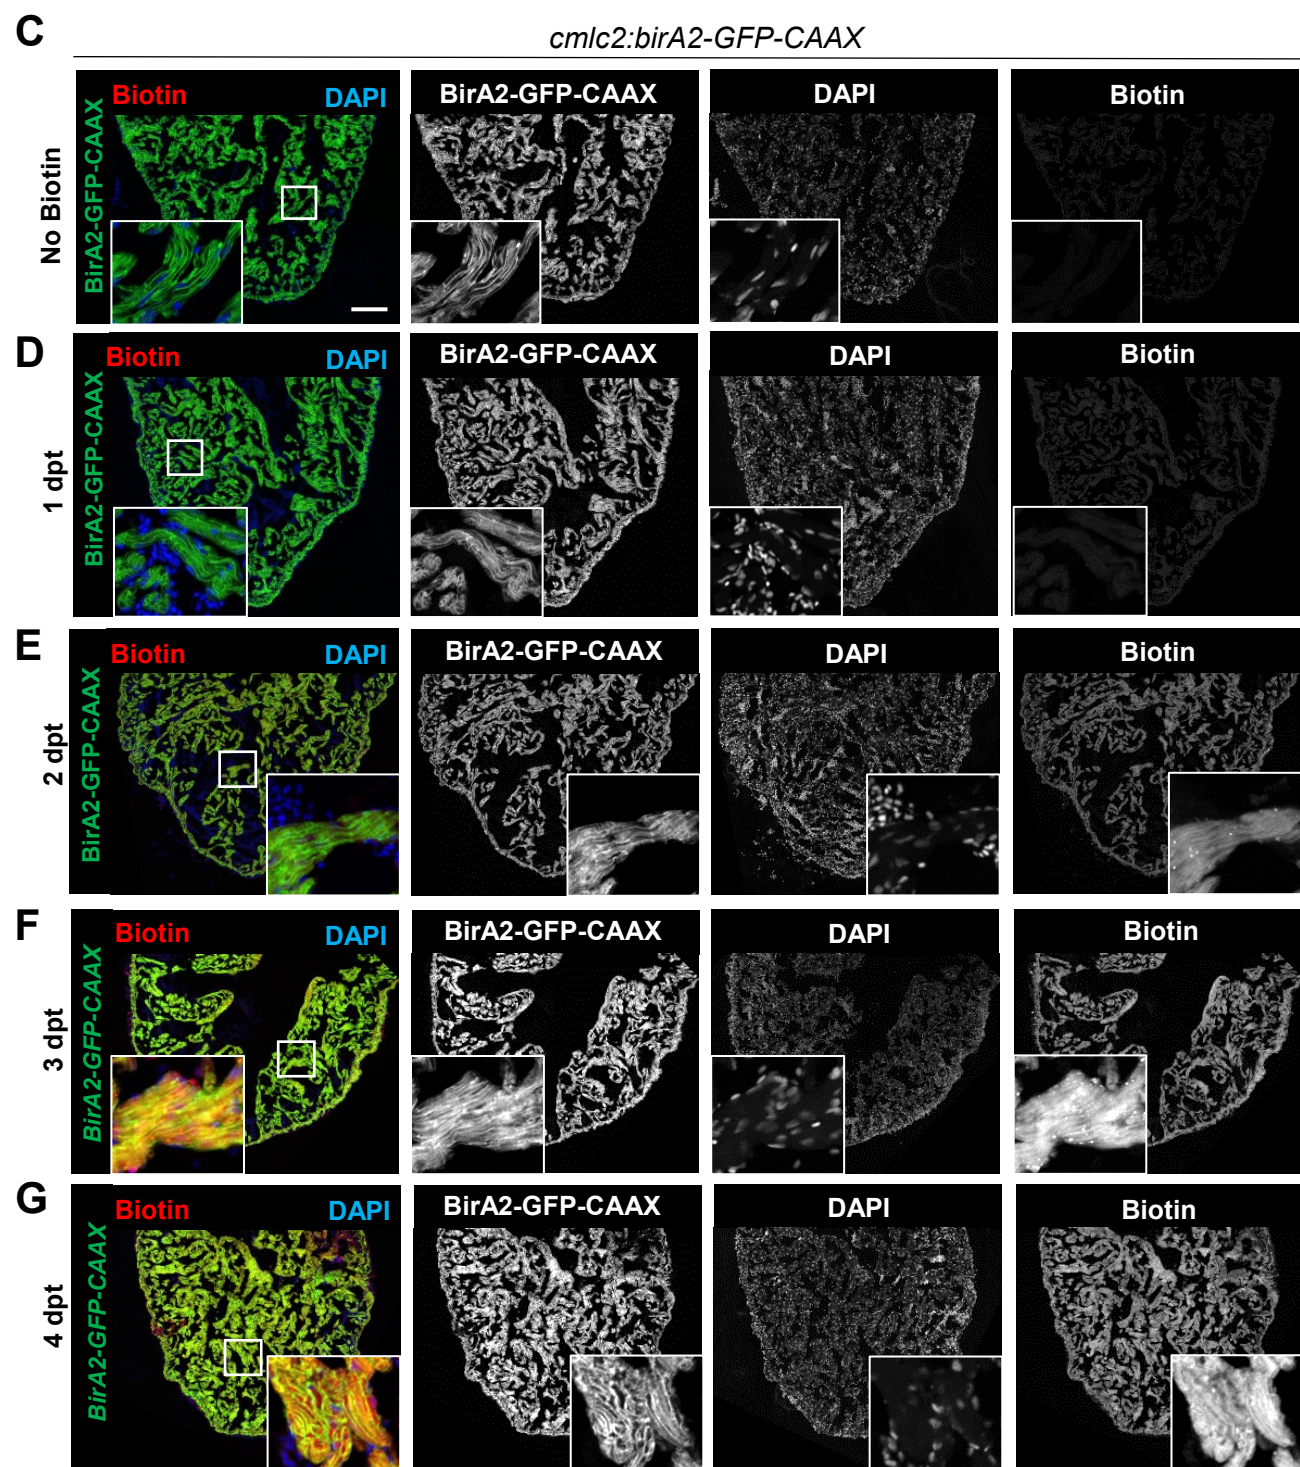 C
cmlc2:birA2-GFP-CAAX
No Biotin
BirA2-GFP-CAAX
Biotin
DAPI
BirA2-GFP-CAAX
DAPI
Biotin
D
1 dpt
BirA2-GFP-CAAX
Biotin
DAPI
BirA2-GFP-CAAX
DAPI
Biotin
E
2 dpt
BirA2-GFP-CAAX
Biotin
DAPI
BirA2-GFP-CAAX
DAPI
Biotin
F
3 dpt
BirA2-GFP-CAAX
Biotin
DAPI
BirA2-GFP-CAAX
DAPI
Biotin
G
4 dpt
BirA2-GFP-CAAX
Biotin
DAPI
BirA2-GFP-CAAX
DAPI
Biotin